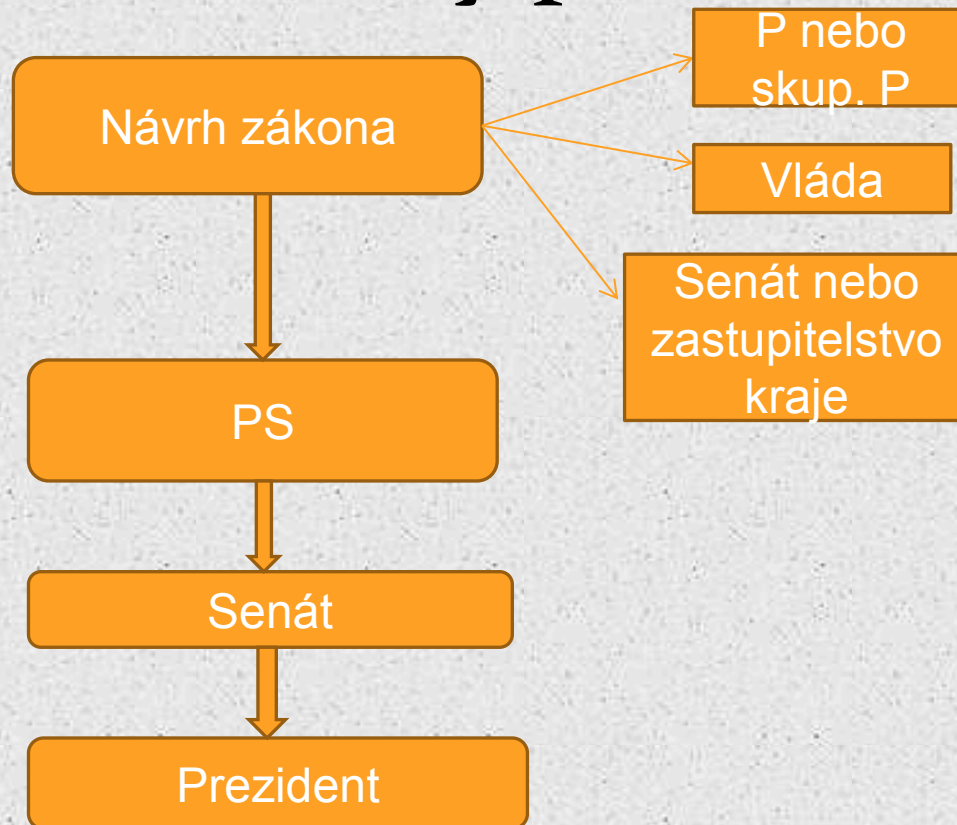 Návrh zákona
P nebo
skup. P
Vláda
Senát nebo
zastupitelstvo
kraje
PS
Senát
Prezident